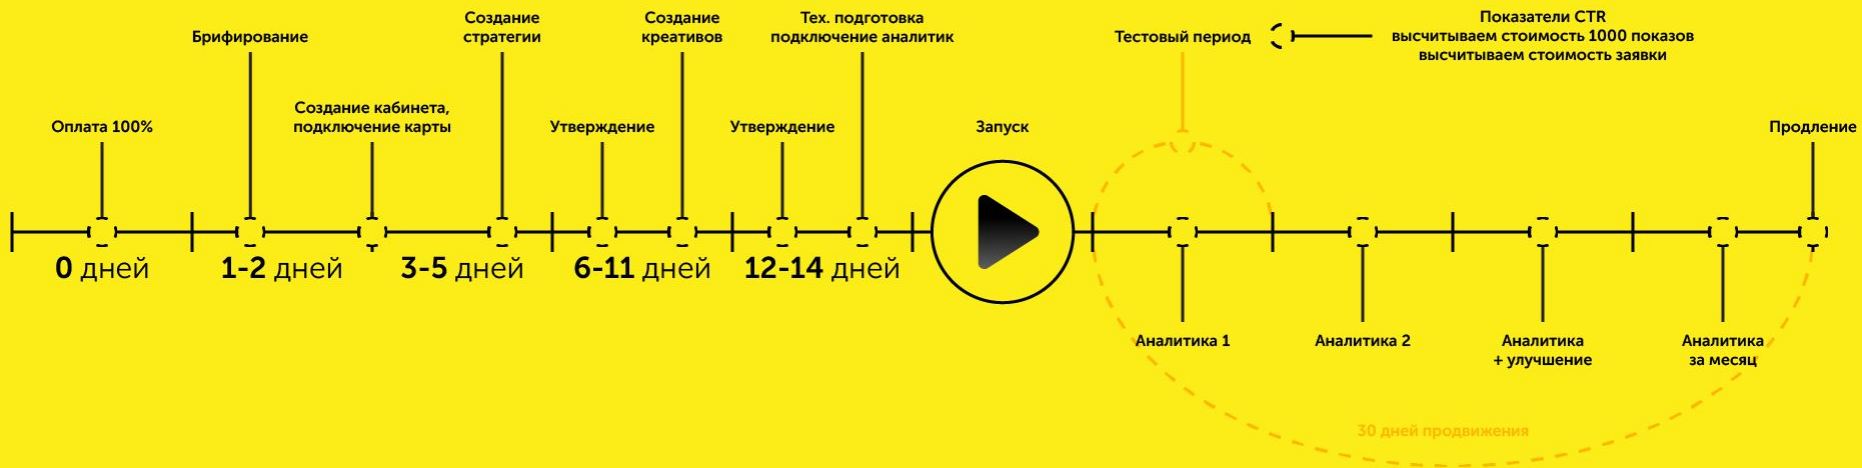 Оплата 100%
Брифирование
Создание кабинета,
подключение карты
Создание
стратегии
Утверждение
Создание
креативов
Утверждение
Тех. подготовка
подключение аналитик
Запуск
Тестовый период
Показатели CTR
высчитываем стоимость 1000 показов
высчитываем стоимость заявки
Продление
0 дней
1-2 дней
3-5 дней
6-11 дней
12-14 дней
Аналитика 1
Аналитика 2
Аналитика
+ улучшение
Аналитика
за месяц
30 дней продвижения